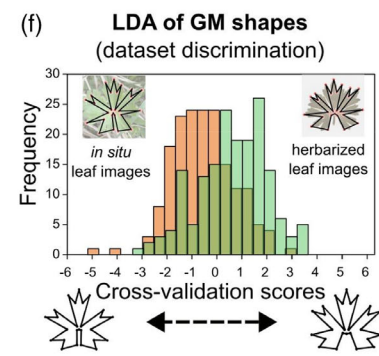 (f)
LDA of GM shapes
(dataset discrimination)
30
25
20
15
10
5
0
Frequency
in situ
leaf images
herbarized
leaf images
-6 -5 -4 -3 -2 -1 0 1 2 3 4 5 6
Cross-validation scores